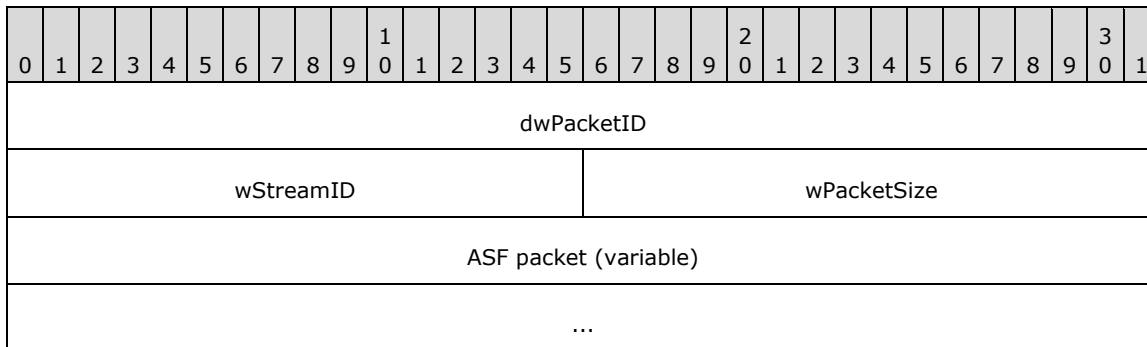 1 2 3
0 1 2 3 4 5 6 7 8 9 0 1 2 3 4 5 6 7 8 9 0 1 2 3 4 5 6 7 8 9 0 1
dwPacketID
wStreamID wPacketSize
ASF packet (variable)
...